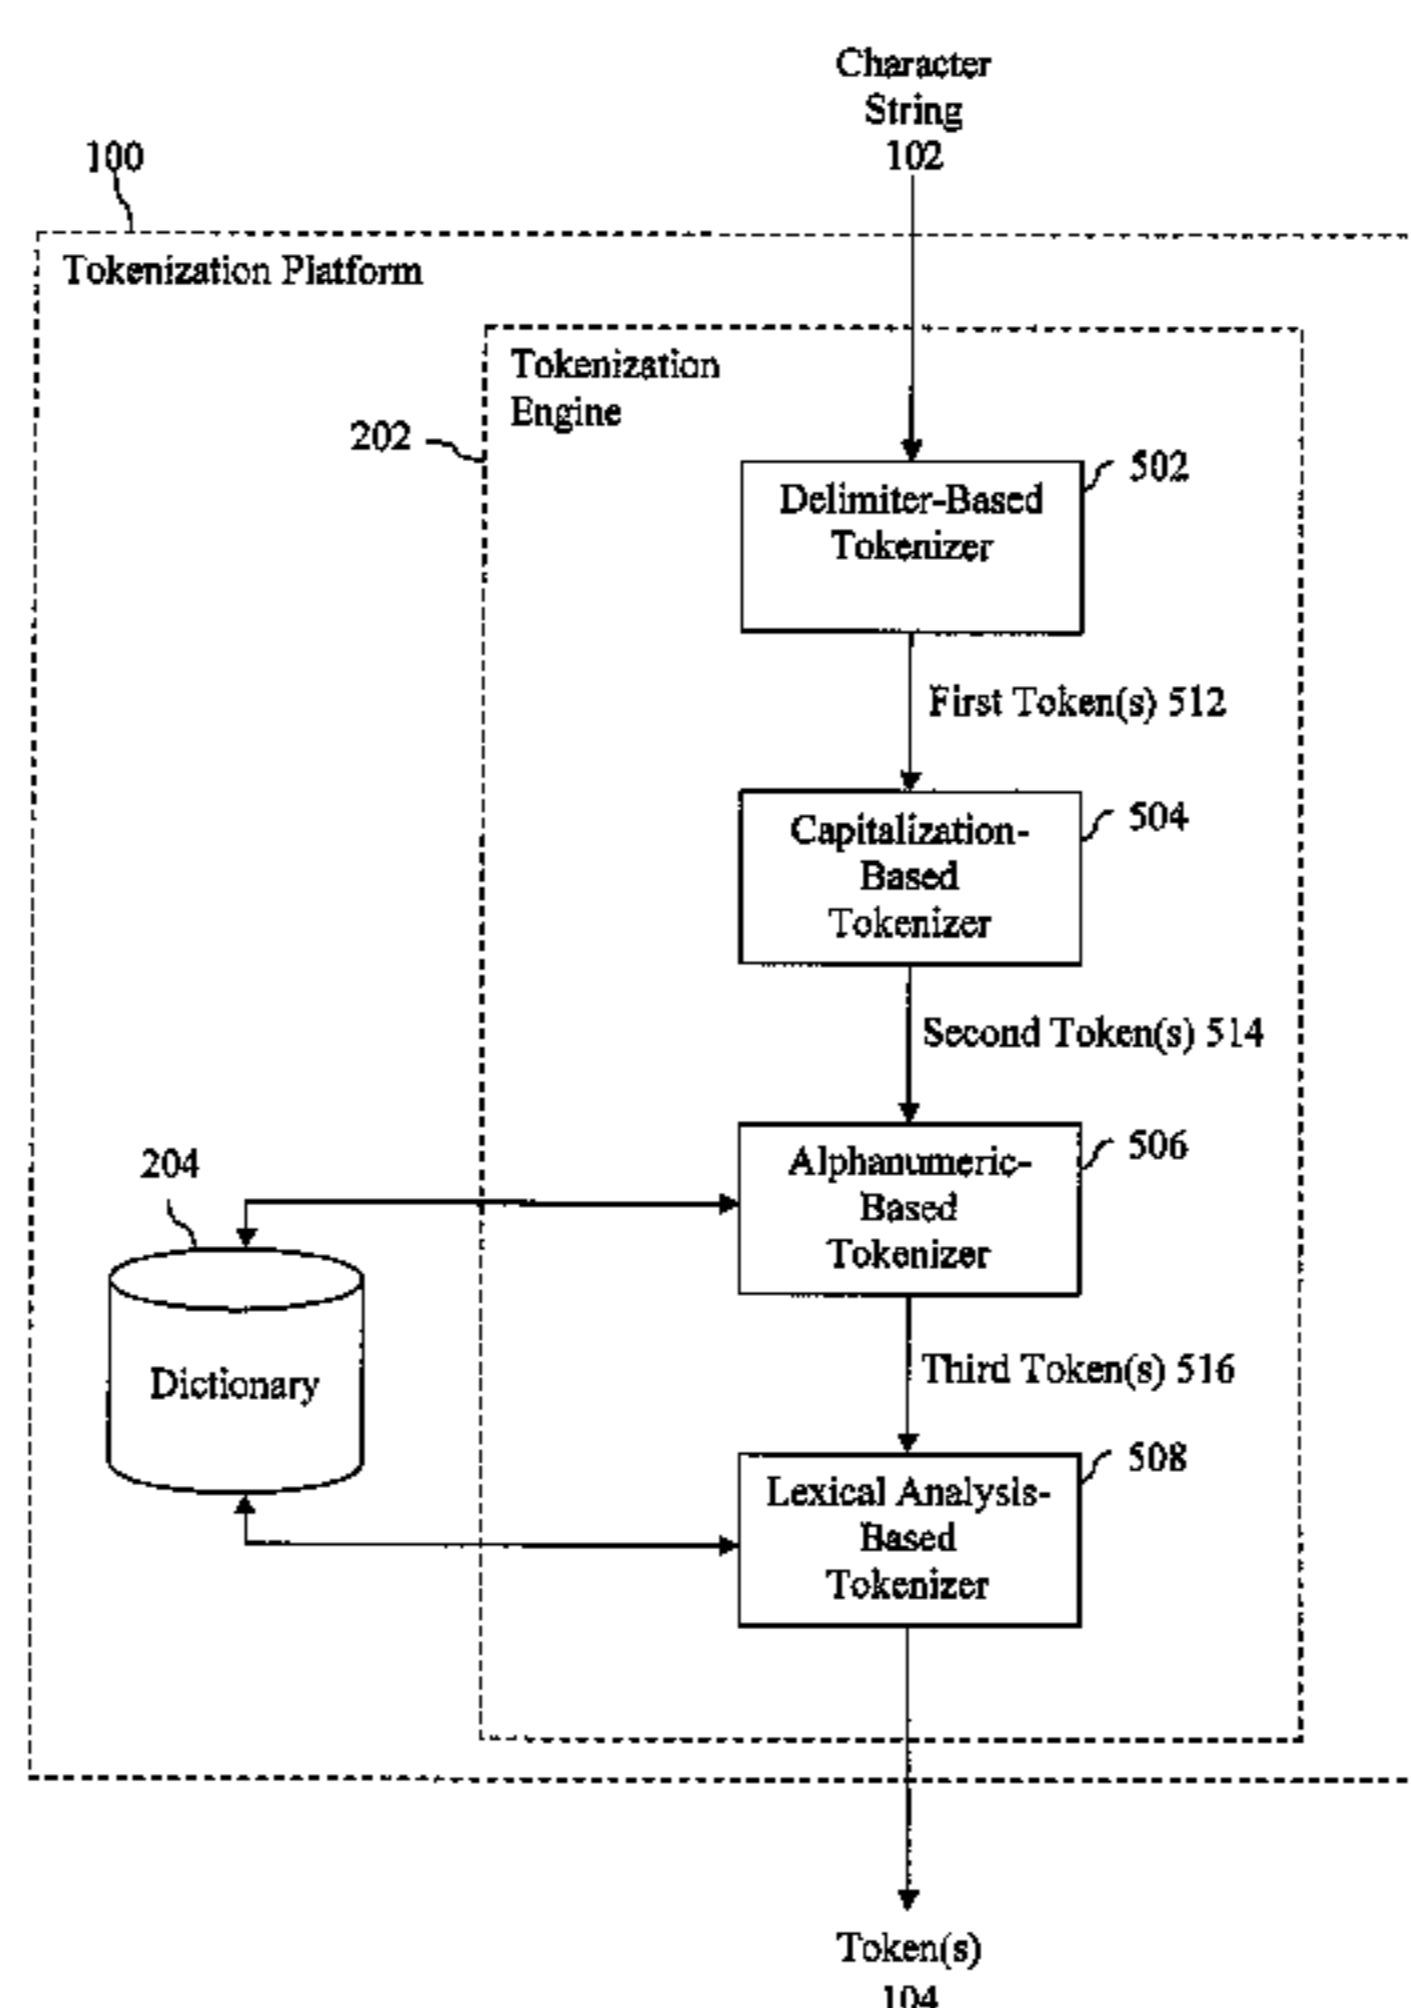 Character
String
102
100
Tokenization Platform
Tokenization
Engine
202
502
Delimiter-Based
Tokenizer
First Token(s) 512
504
Capitalization-
Based
Tokenizer
Second Token(s) 514
506
Alphanumeric-
Based
Tokenizer
204
Dictionary
Third Token(s) 516
508
Lexical Analysis-
Based
Tokenizer
Token(s)
104